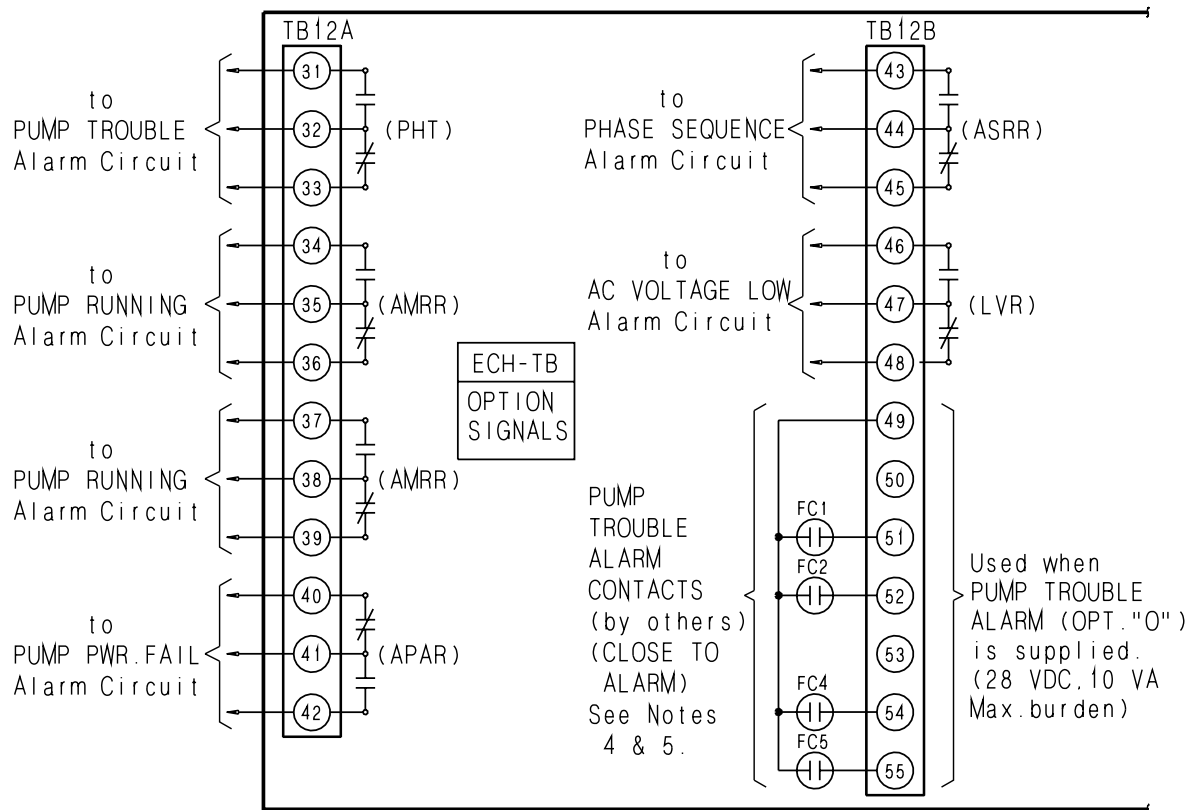 TB12A
31
to
PUMP TROUBLE
Alarm Circuit
32
(PHT)
33
34
to
PUMP RUNNING
Alarm Circuit
35
(AMRR)
36
37
to
PUMP RUNNING
Alarm Circuit
38
(AMRR)
39
40
to
PUMP PWR.FAIL
Alarm Circuit
41
(APAR)
42
ECH-TB
OPTION
SIGNALS
TB12B
43
to
PHASE SEQUENCE
Alarm Circuit
44
(ASRR)
45
46
to
AC VOLTAGE LOW
Alarm Circuit
47
(LVR)
48
49
50
PUMP
TROUBLE
ALARM
CONTACTS
(by others)
(CLOSE TO
ALARM)
See Notes
4 & 5.
FC1
51
FC2
52
53
FC4
54
FC5
55
Used when
PUMP TROUBLE
ALARM (OPT."O")
is supplied.
(28 VDC,10 VA
Max.burden)